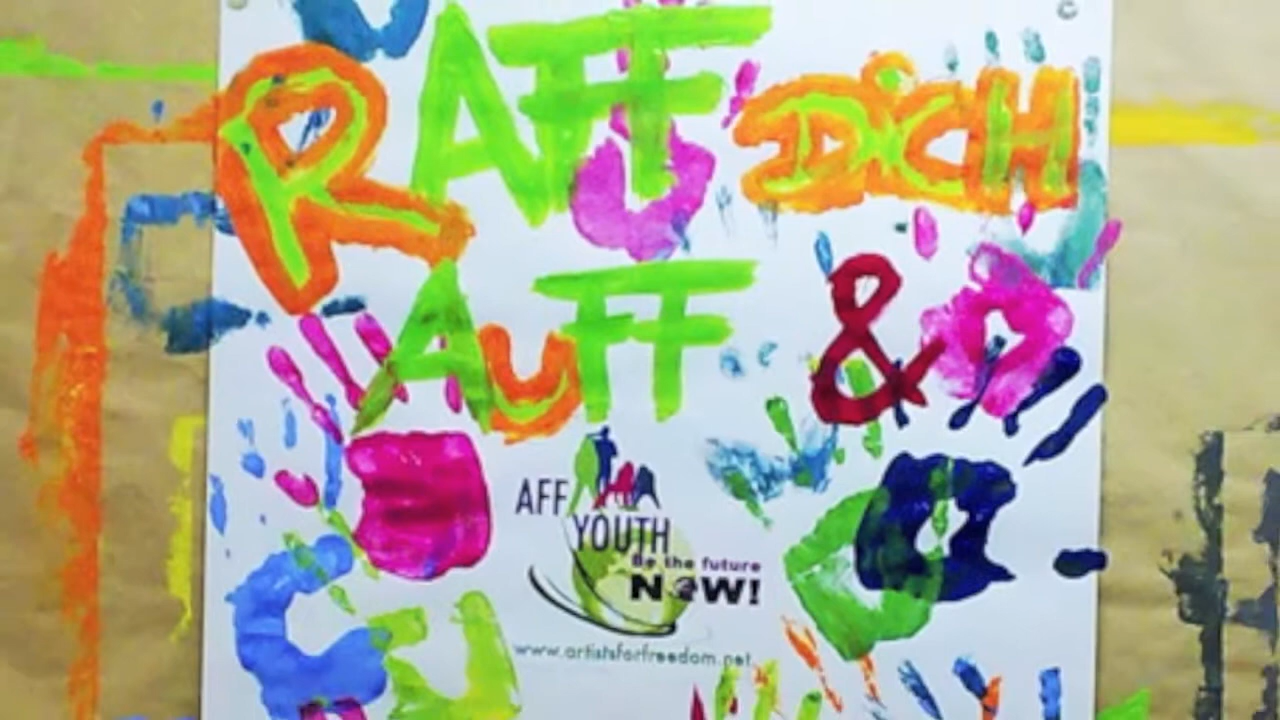 RAFF DiCH
AuFF &
AFF
YOUTH
Be the future
NOW!
www.artistsforfreedom.net